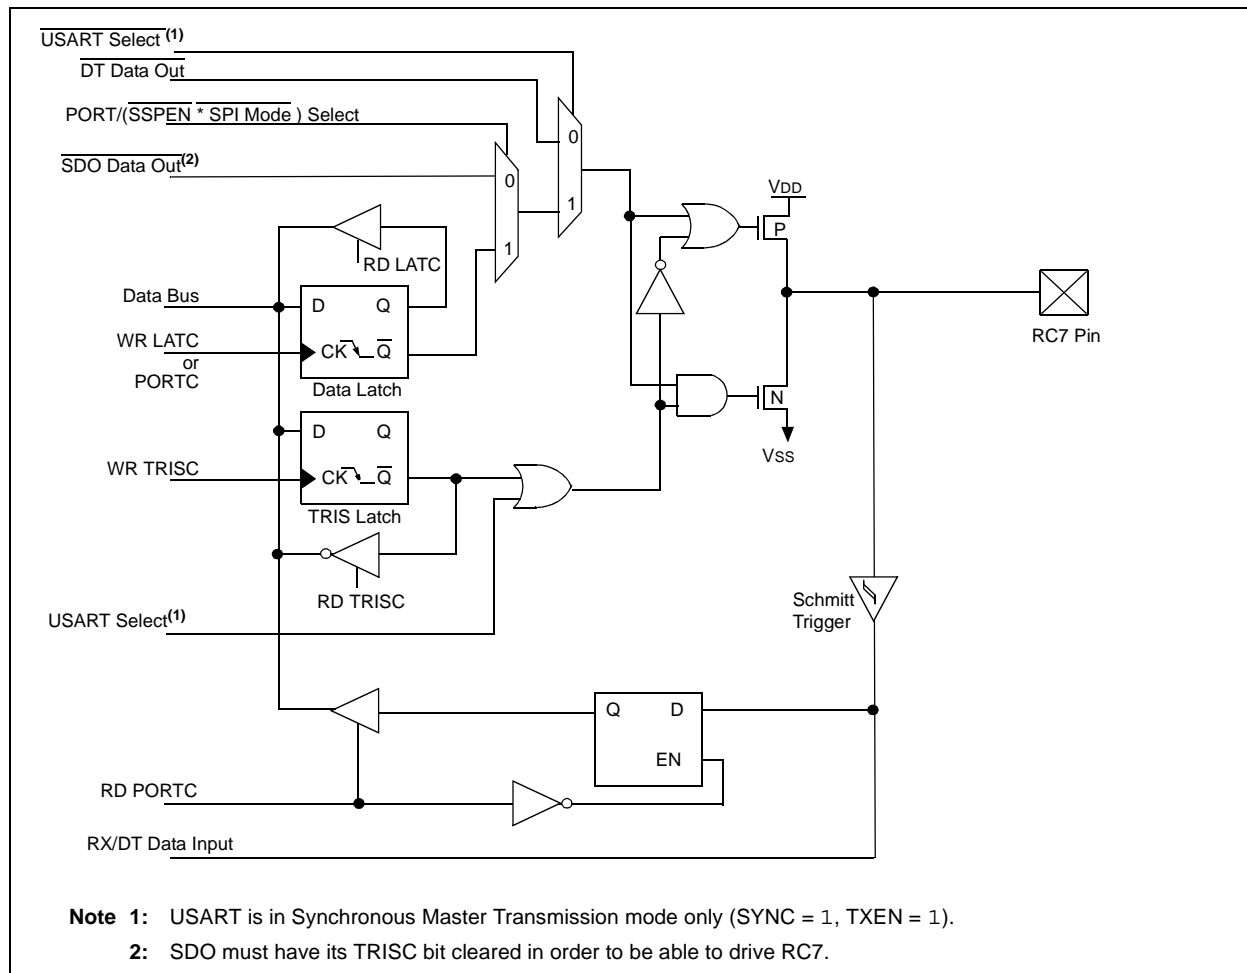 USART Select(1)
DT Data Out
PORT/(SSPEN * SPI Mode ) Select
SDO Data Out(2)
0
1
0
1
VDD
P
RD LATC
Data Bus
D Q
RC7 Pin
WR LATC
or
PORTC
CK Q
Data Latch
N
VSS
D Q
WR TRISC
CK Q
TRIS Latch
RD TRISC
USART Select(1)
Schmitt
Trigger
Q D
EN
RD PORTC
RX/DT Data Input
Note 1: USART is in Synchronous Master Transmission mode only (SYNC = 1, TXEN = 1).
2: SDO must have its TRISC bit cleared in order to be able to drive RC7.